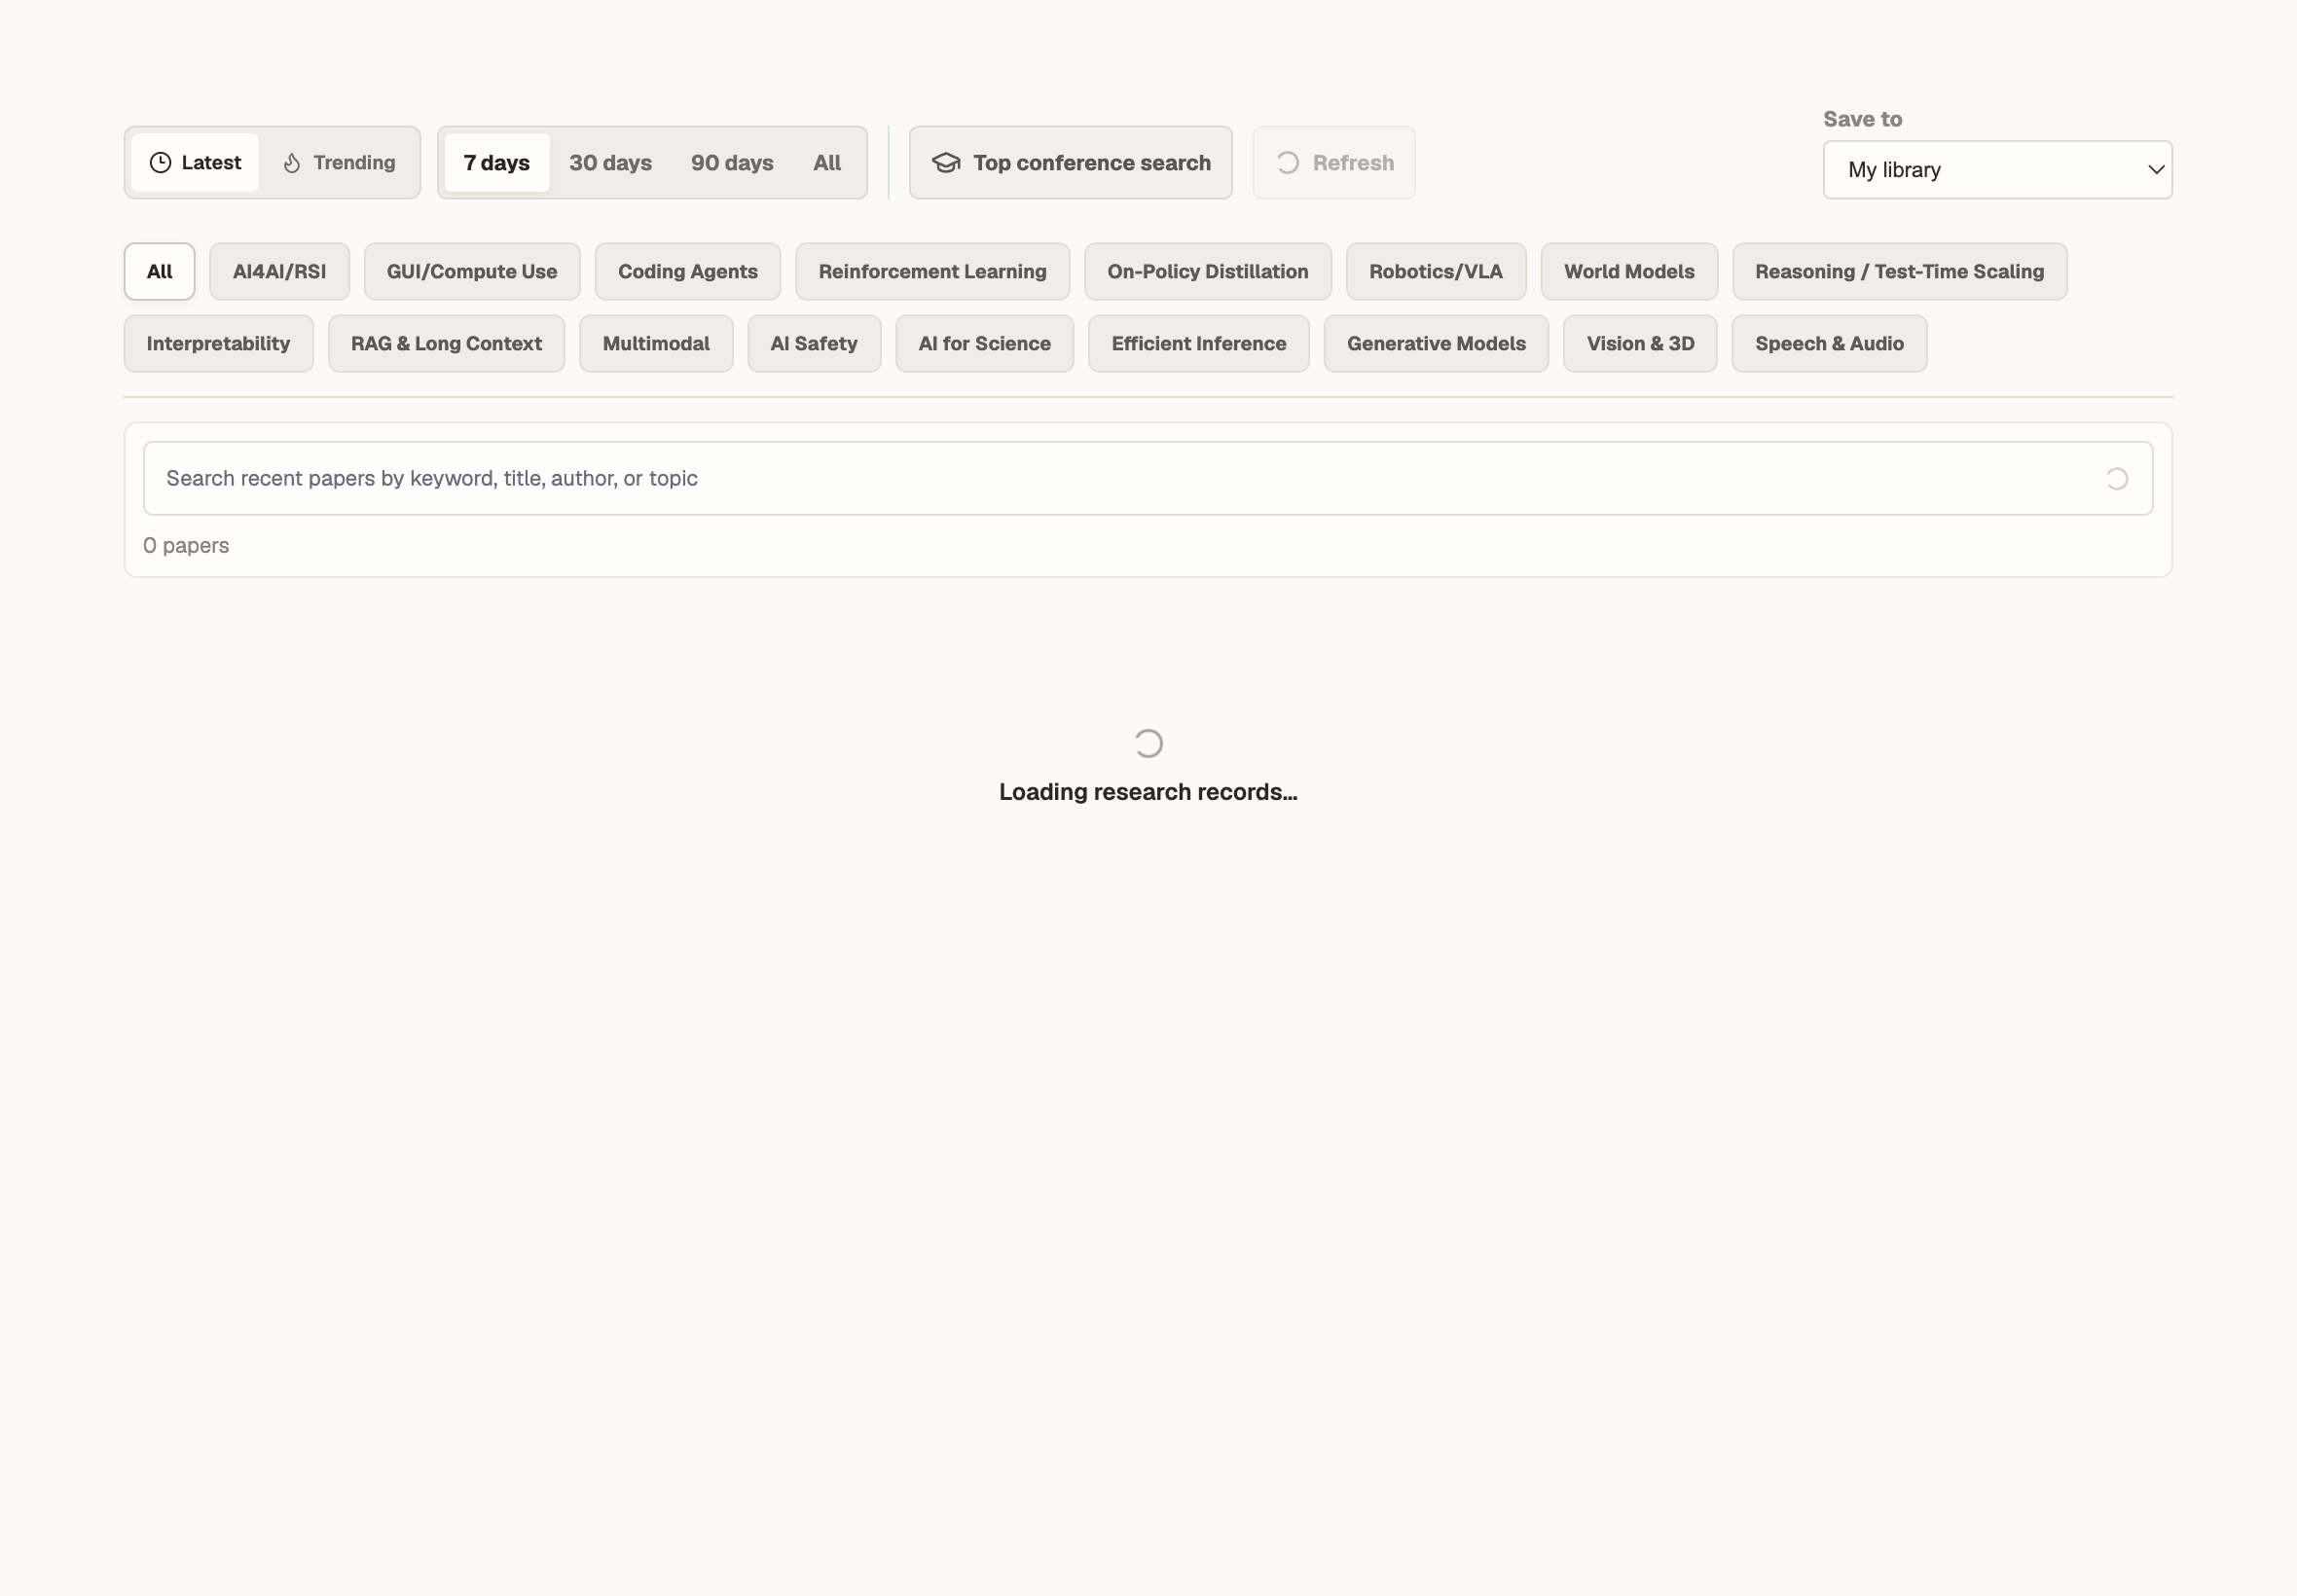 Save to
Latest Trending 7 days 30 days 90 days All Top conference search Refresh My library
All AI4AI/RSI GUI/Compute Use Coding Agents Reinforcement Learning On-Policy Distillation Robotics/VLA World Models Reasoning / Test-Time Scaling
Interpretability RAG & Long Context Multimodal AI Safety AI for Science Efficient Inference Generative Models Vision & 3D Speech & Audio
Search recent papers by keyword, title, author, or topic
0 papers
Loading research records...